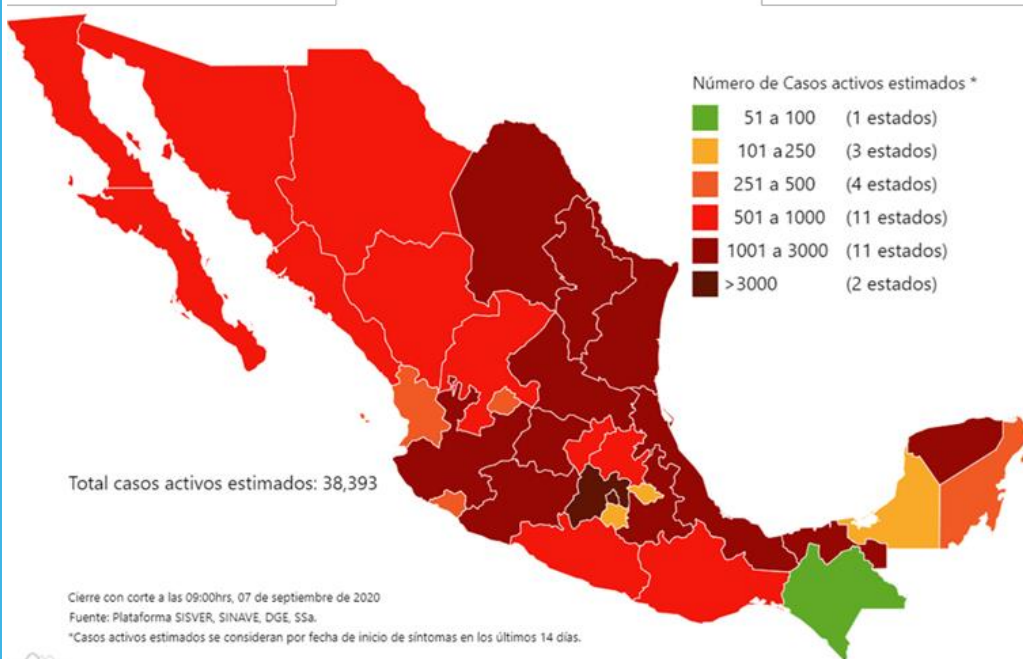 Número de Casos activos estimados *
51 a 100 (1 estados)
101 a 250 (3 estados)
251 a 500 (4 estados)
501 a 1000 (11 estados)
1001 a 3000 (11 estados)
>3000 (2 estados)
Total casos activos estimados: 38,393
Cierre con corte a las 09:00hrs, 07 de septiembre de 2020
Fuente: Plataforma SISVER, SINAVE, DGE, SSa.
*Casos activos estimados se consideran por fecha de inicio de síntomas en los últimos 14 días.